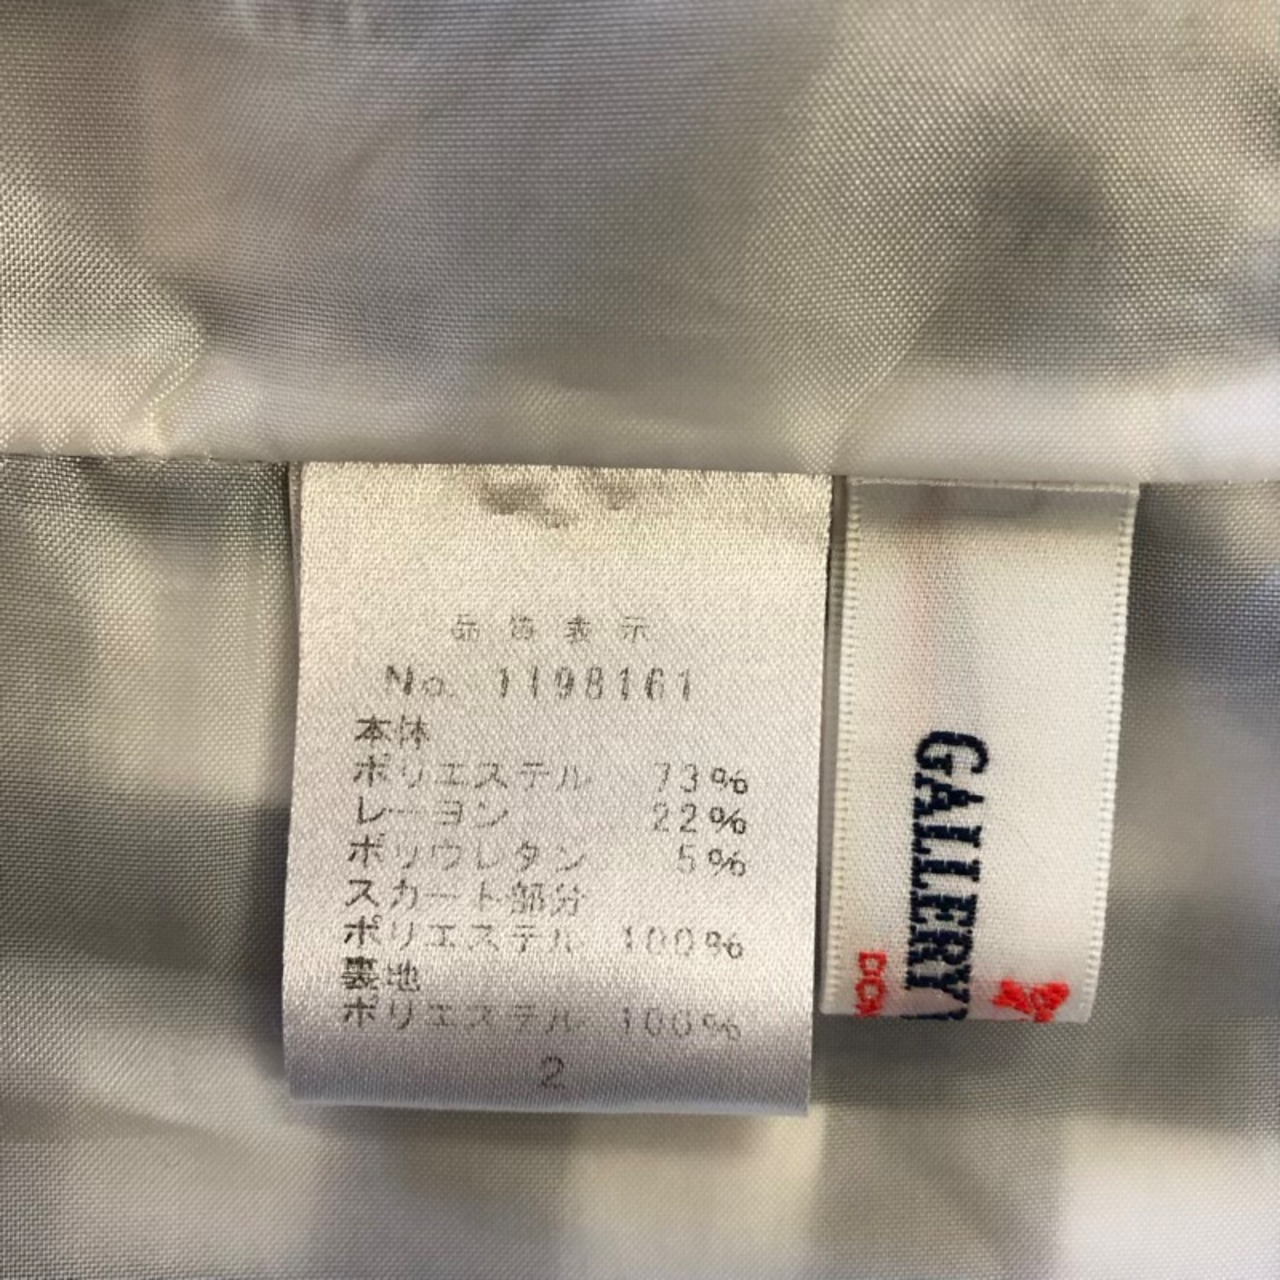 品質表示
No. 1198161
本体
ポリエステル 73%
レーヨン 22%
ポリウレタン 5%
スカート部分
ポリエステル 100%
裏地
ポリエステル 100%
2
GALLERY